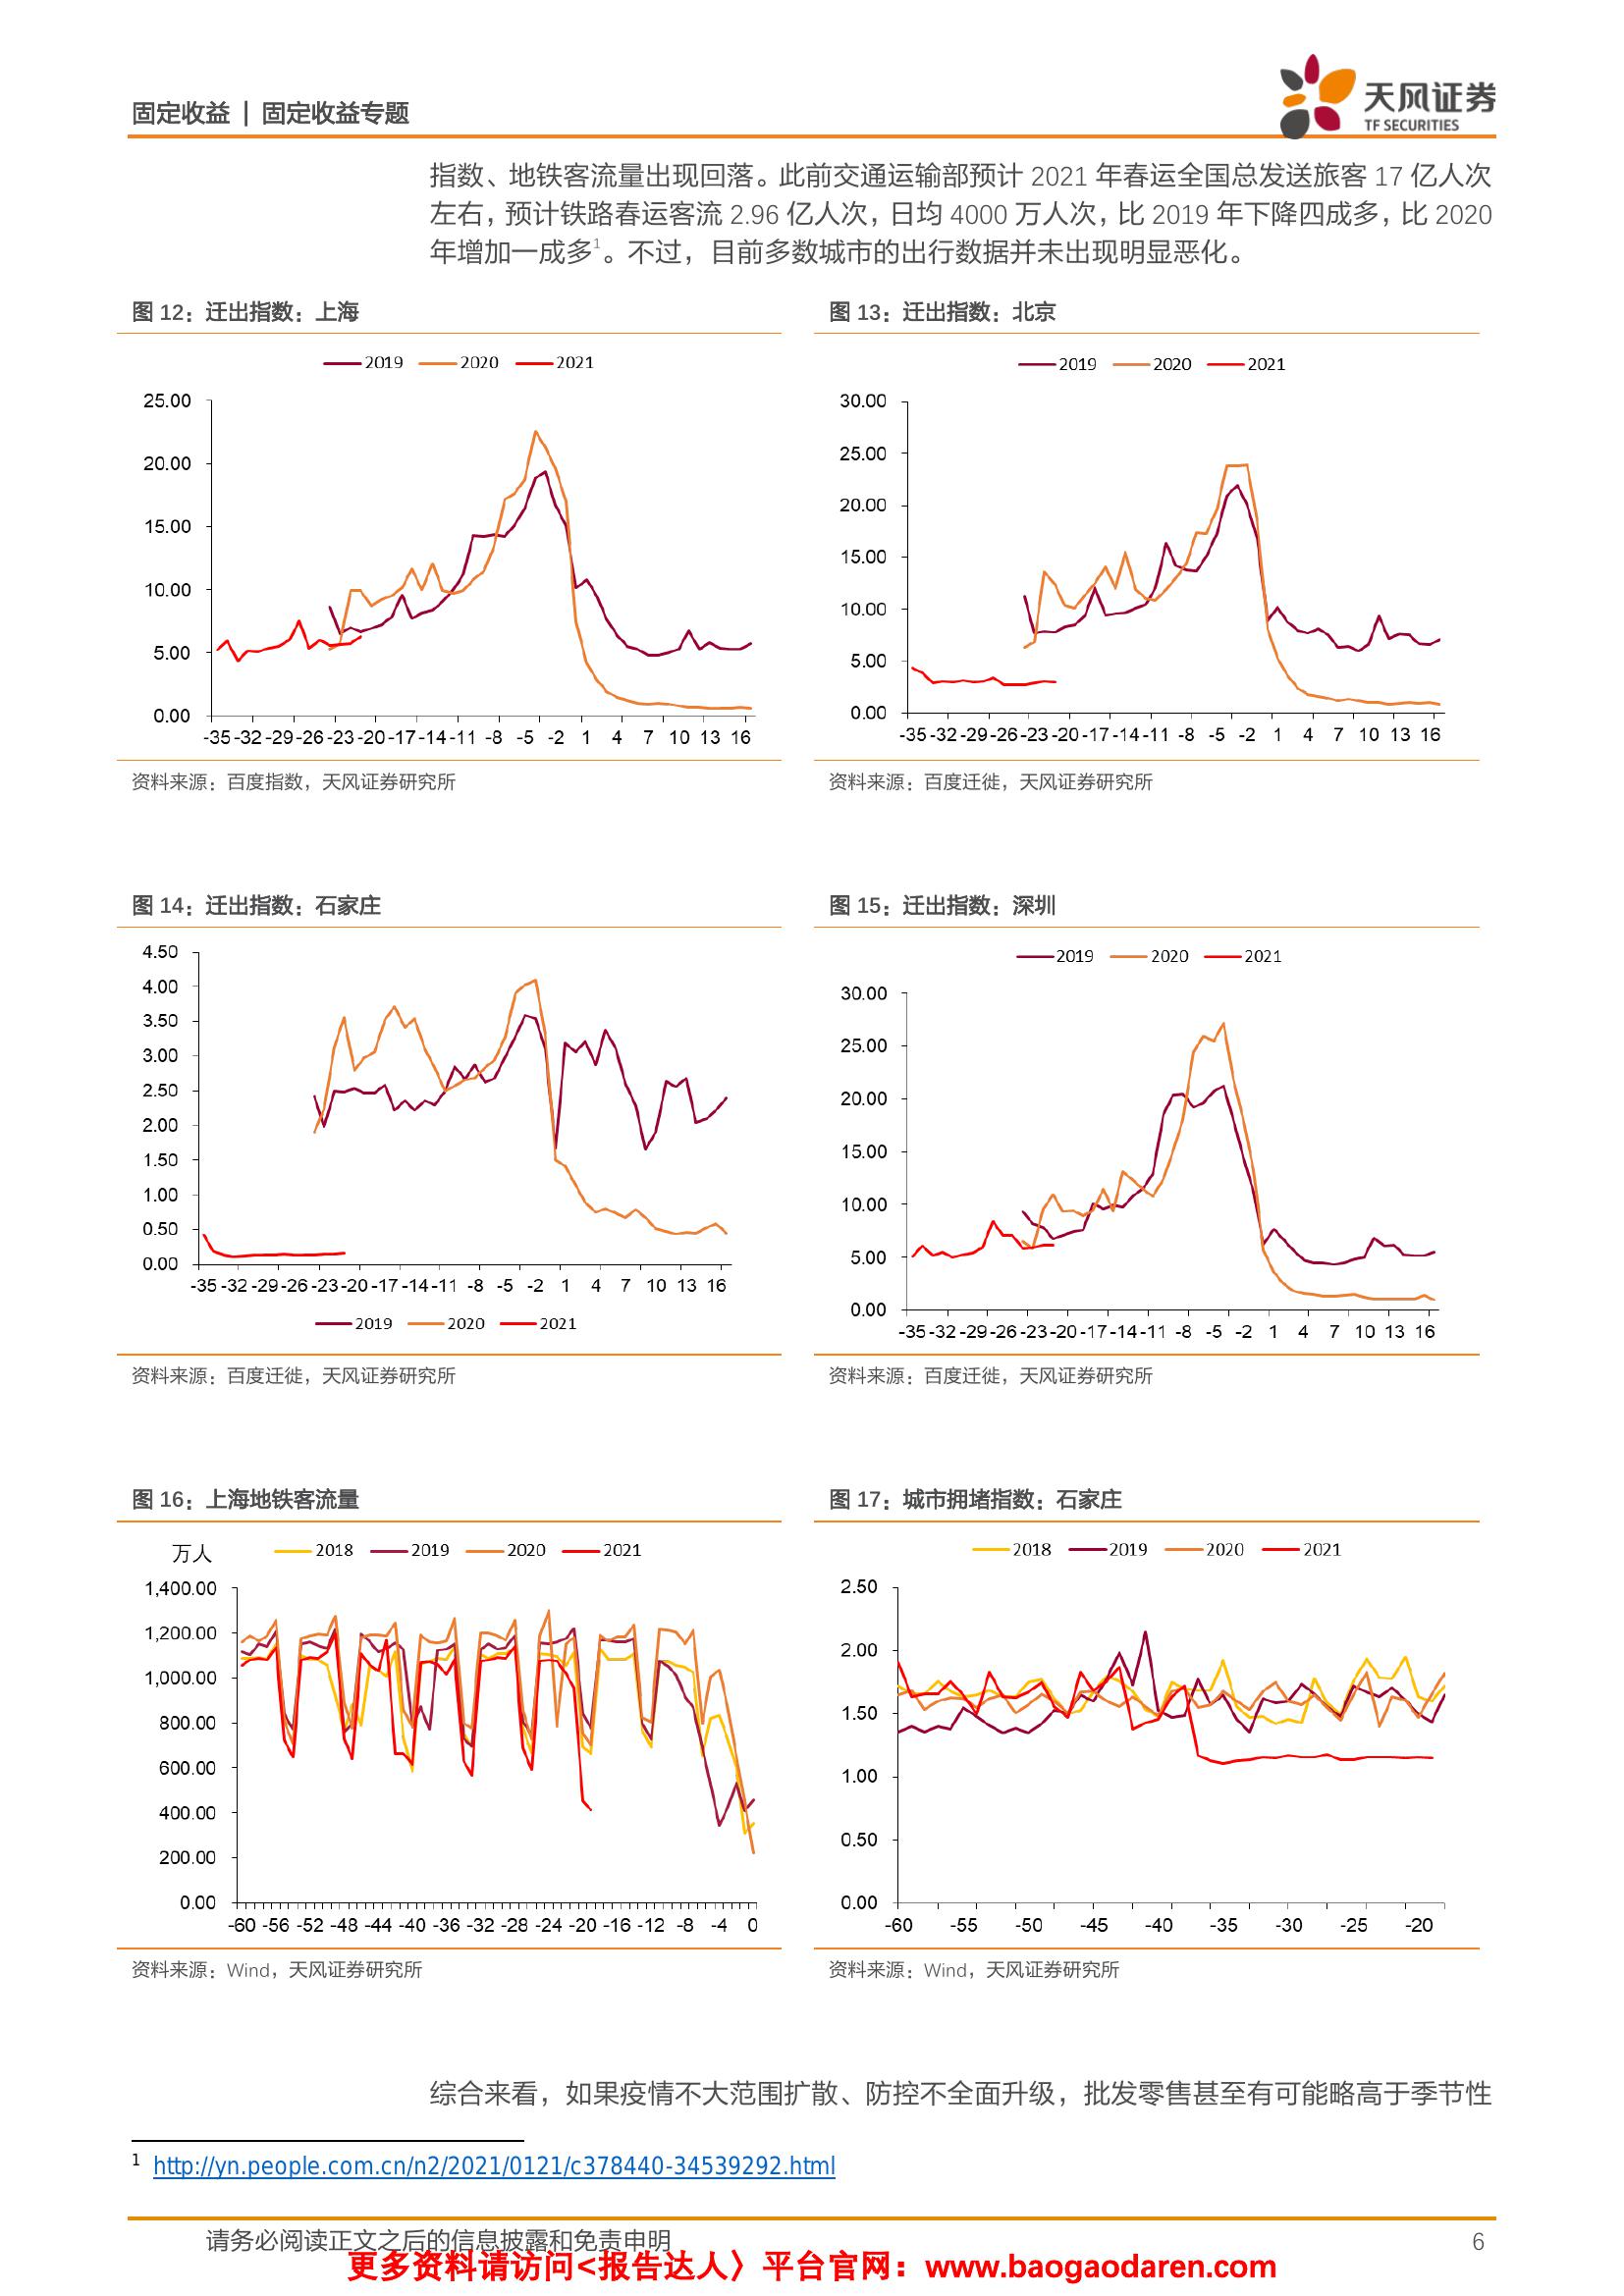 固定收益 | 固定收益专题
天风证券
TF SECURITIES
指数、地铁客流量出现回落。此前交通运输部预计 2021 年春运全国总发送旅客 17 亿人次
左右，预计铁路春运客流 2.96 亿人次，日均 4000 万人次，比 2019 年下降四成多，比 2020
年增加一成多1。不过，目前多数城市的出行数据并未出现明显恶化。
图 12：迁出指数：上海
2019 2020 2021
25.00
20.00
15.00
10.00
5.00
0.00
-35 -32 -29 -26 -23 -20 -17 -14 -11 -8 -5 -2 1 4 7 10 13 16
资料来源：百度指数，天风证券研究所
图 13：迁出指数：北京
2019 2020 2021
30.00
25.00
20.00
15.00
10.00
5.00
0.00
-35 -32 -29 -26 -23 -20 -17 -14 -11 -8 -5 -2 1 4 7 10 13 16
资料来源：百度迁徙，天风证券研究所
图 14：迁出指数：石家庄
4.50
4.00
3.50
3.00
2.50
2.00
1.50
1.00
0.50
0.00
-35 -32 -29 -26 -23 -20 -17 -14 -11 -8 -5 -2 1 4 7 10 13 16
2019 2020 2021
资料来源：百度迁徙，天风证券研究所
图 15：迁出指数：深圳
2019 2020 2021
30.00
25.00
20.00
15.00
10.00
5.00
0.00
-35 -32 -29 -26 -23 -20 -17 -14 -11 -8 -5 -2 1 4 7 10 13 16
资料来源：百度迁徙，天风证券研究所
图 16：上海地铁客流量
万人 2018 2019 2020 2021
1,400.00
1,200.00
1,000.00
800.00
600.00
400.00
200.00
0.00
-60 -56 -52 -48 -44 -40 -36 -32 -28 -24 -20 -16 -12 -8 -4 0
资料来源：Wind，天风证券研究所
图 17：城市拥堵指数：石家庄
2018 2019 2020 2021
2.50
2.00
1.50
1.00
0.50
0.00
-60 -55 -50 -45 -40 -35 -30 -25 -20
资料来源：Wind，天风证券研究所
综合来看，如果疫情不大范围扩散、防控不全面升级，批发零售甚至有可能略高于季节性
1 http://yn.people.com.cn/n2/2021/0121/c378440-34539292.html
请务必阅读正文之后的信息披露和免责申明 6
更多资料请访问<报告达人〉平台官网：www.baogaodaren.com